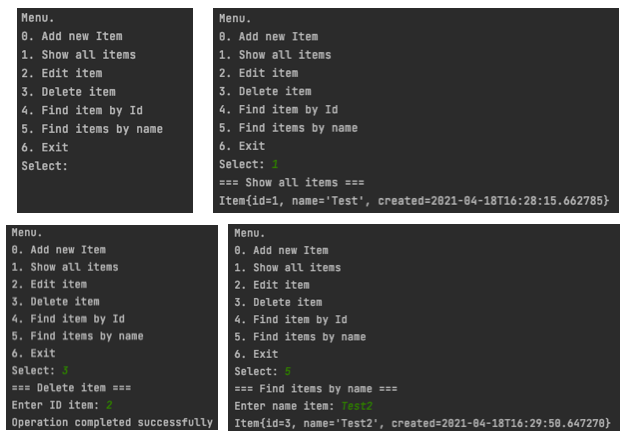 Menu.
0. Add new Item
1. Show all items
2. Edit item
3. Delete item
4. Find item by Id
5. Find items by name
6. Exit
Select:
Menu.
0. Add new Item
1. Show all items
2. Edit item
3. Delete item
4. Find item by Id
5. Find items by name
6. Exit
Select: 1
=== Show all items ===
Item{id=1, name='Test', created=2021-04-18T16:28:15.662785}
Menu.
0. Add new Item
1. Show all items
2. Edit item
3. Delete item
4. Find item by Id
5. Find items by name
6. Exit
Select: 3
=== Delete item ===
Enter ID item: 2
Operation completed successfully
Menu.
0. Add new Item
1. Show all items
2. Edit item
3. Delete item
4. Find item by Id
5. Find items by name
6. Exit
Select: 5
=== Find items by name ===
Enter name item: Test2
Item{id=3, name='Test2', created=2021-04-18T16:29:50.647270}